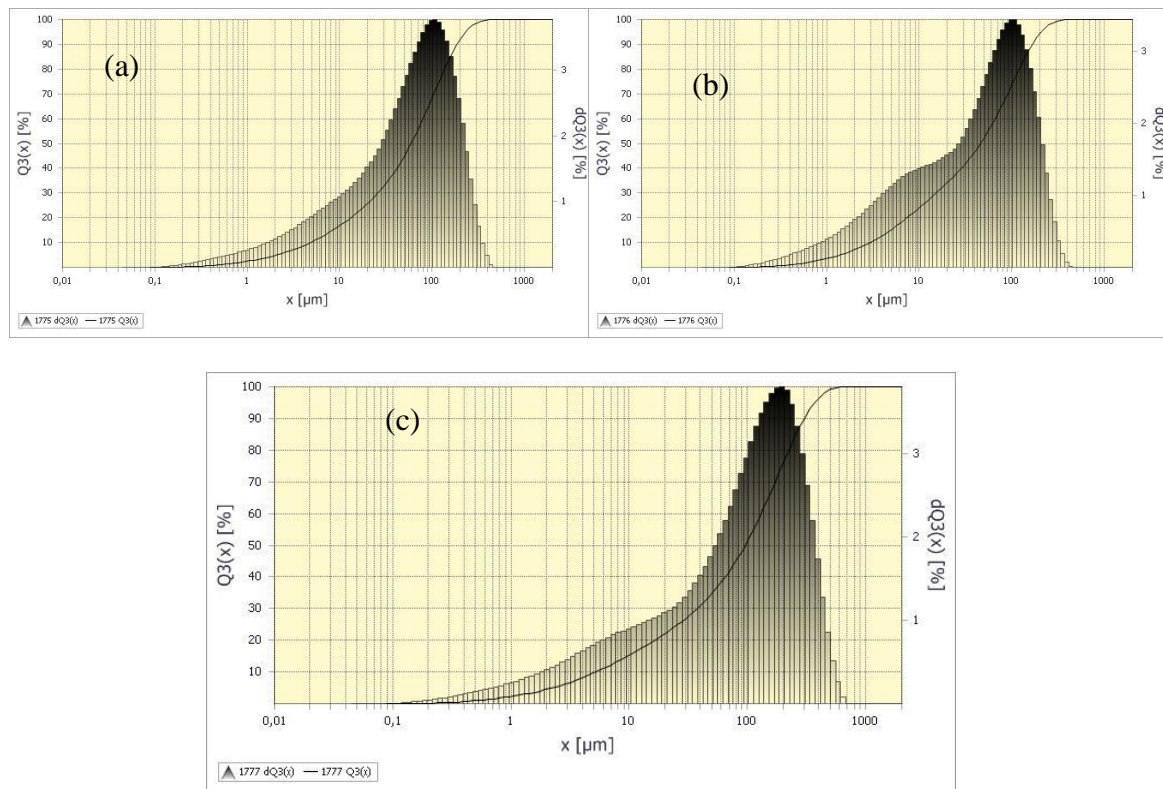 (a)
Q3(x) [%]
100
90
80
70
60
50
40
30
20
10
0,01 0,1 1 10 100 1000
x [µm]
3
2
1
dQ3(x) [%]
1775 dQ3(x) 1775 Q3(x)
(b)
Q3(x) [%]
100
90
80
70
60
50
40
30
20
10
0,01 0,1 1 10 100 1000
x [µm]
3
2
1
dQ3(x) [%]
1776 dQ3(x) 1776 Q3(x)
(c)
Q3(x) [%]
100
90
80
70
60
50
40
30
20
10
0,01 0,1 1 10 100 1000
x [µm]
3
2
1
dQ3(x) [%]
1777 dQ3(x) 1777 Q3(x)